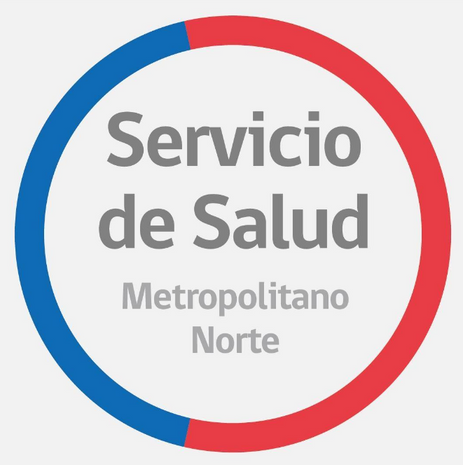 Servicio
de Salud
Metropolitano
Norte